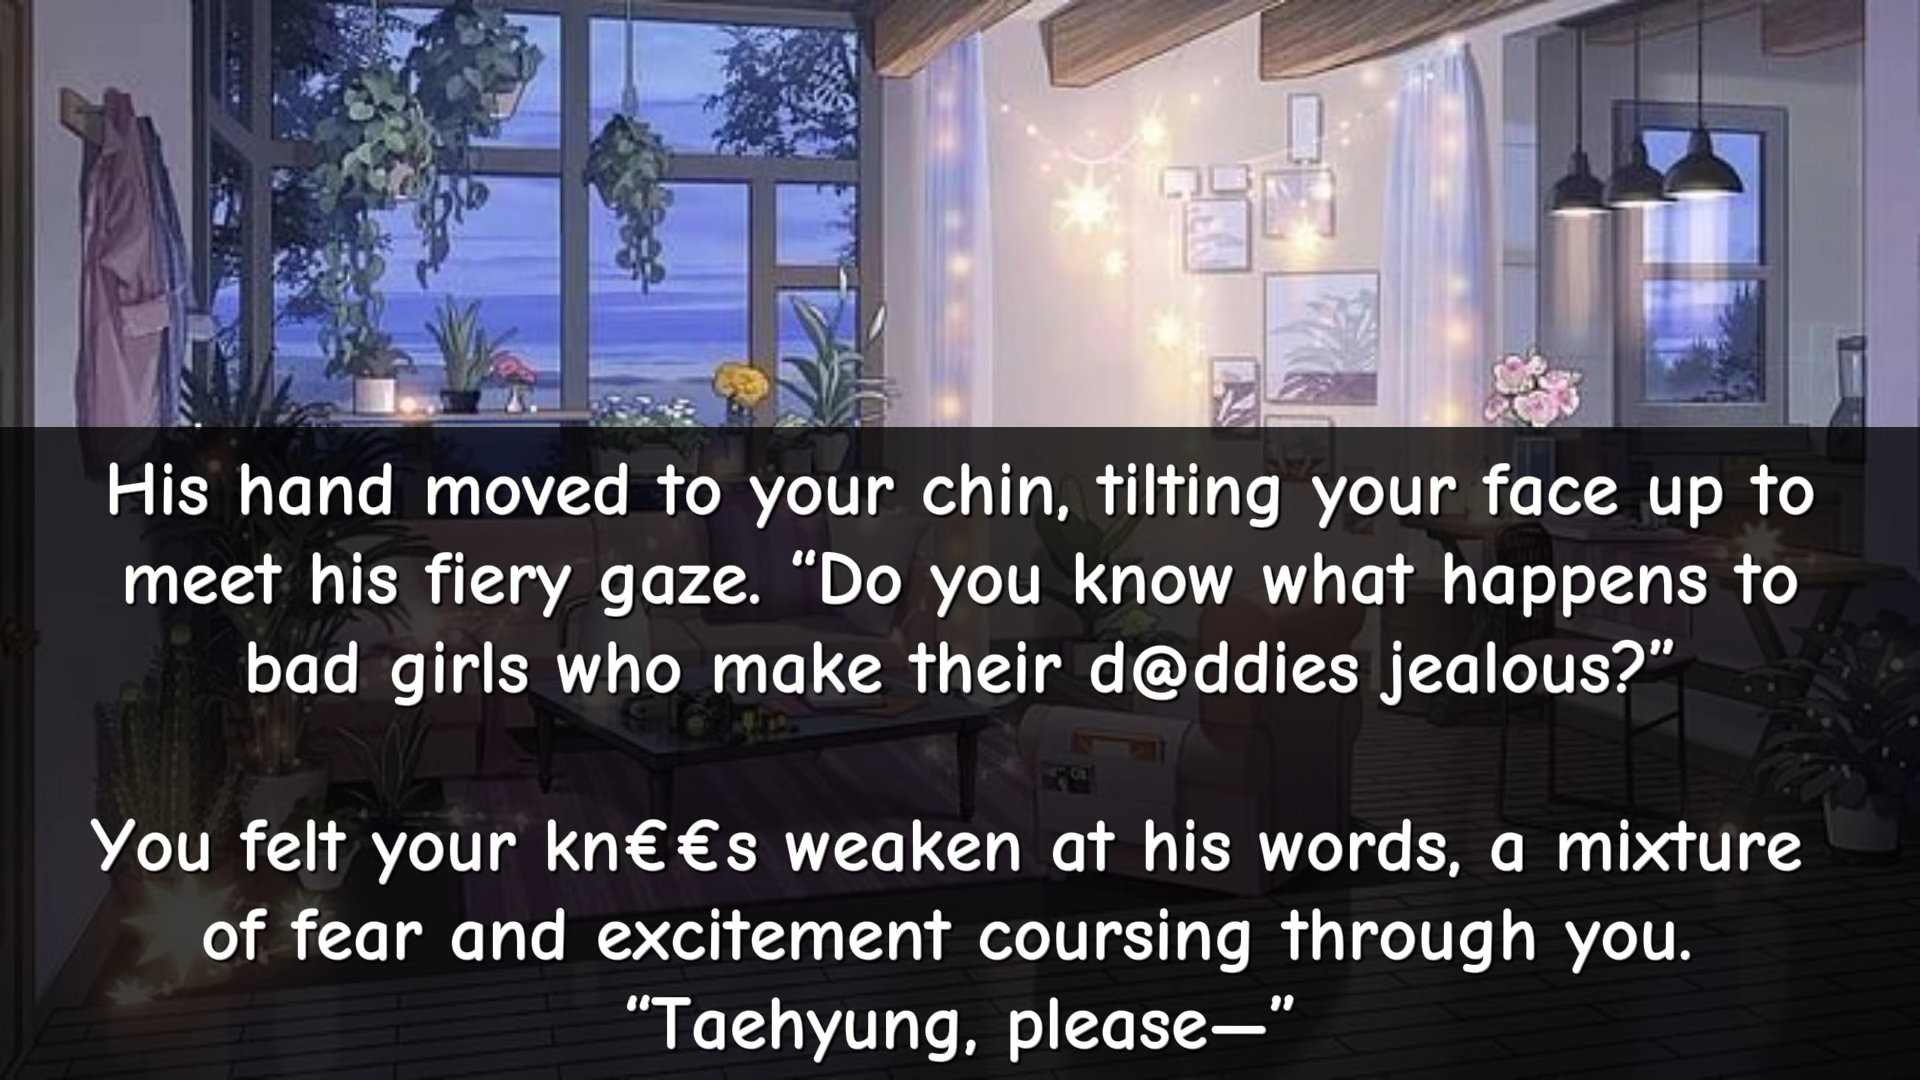 His hand moved to your chin, tilting your face up to
meet his fiery gaze. “Do you know what happens to
bad girls who make their d@ddies jealous?”
You felt your kn€€s weaken at his words, a mixture
of fear and excitement coursing through you.
“Taehyung, please—”